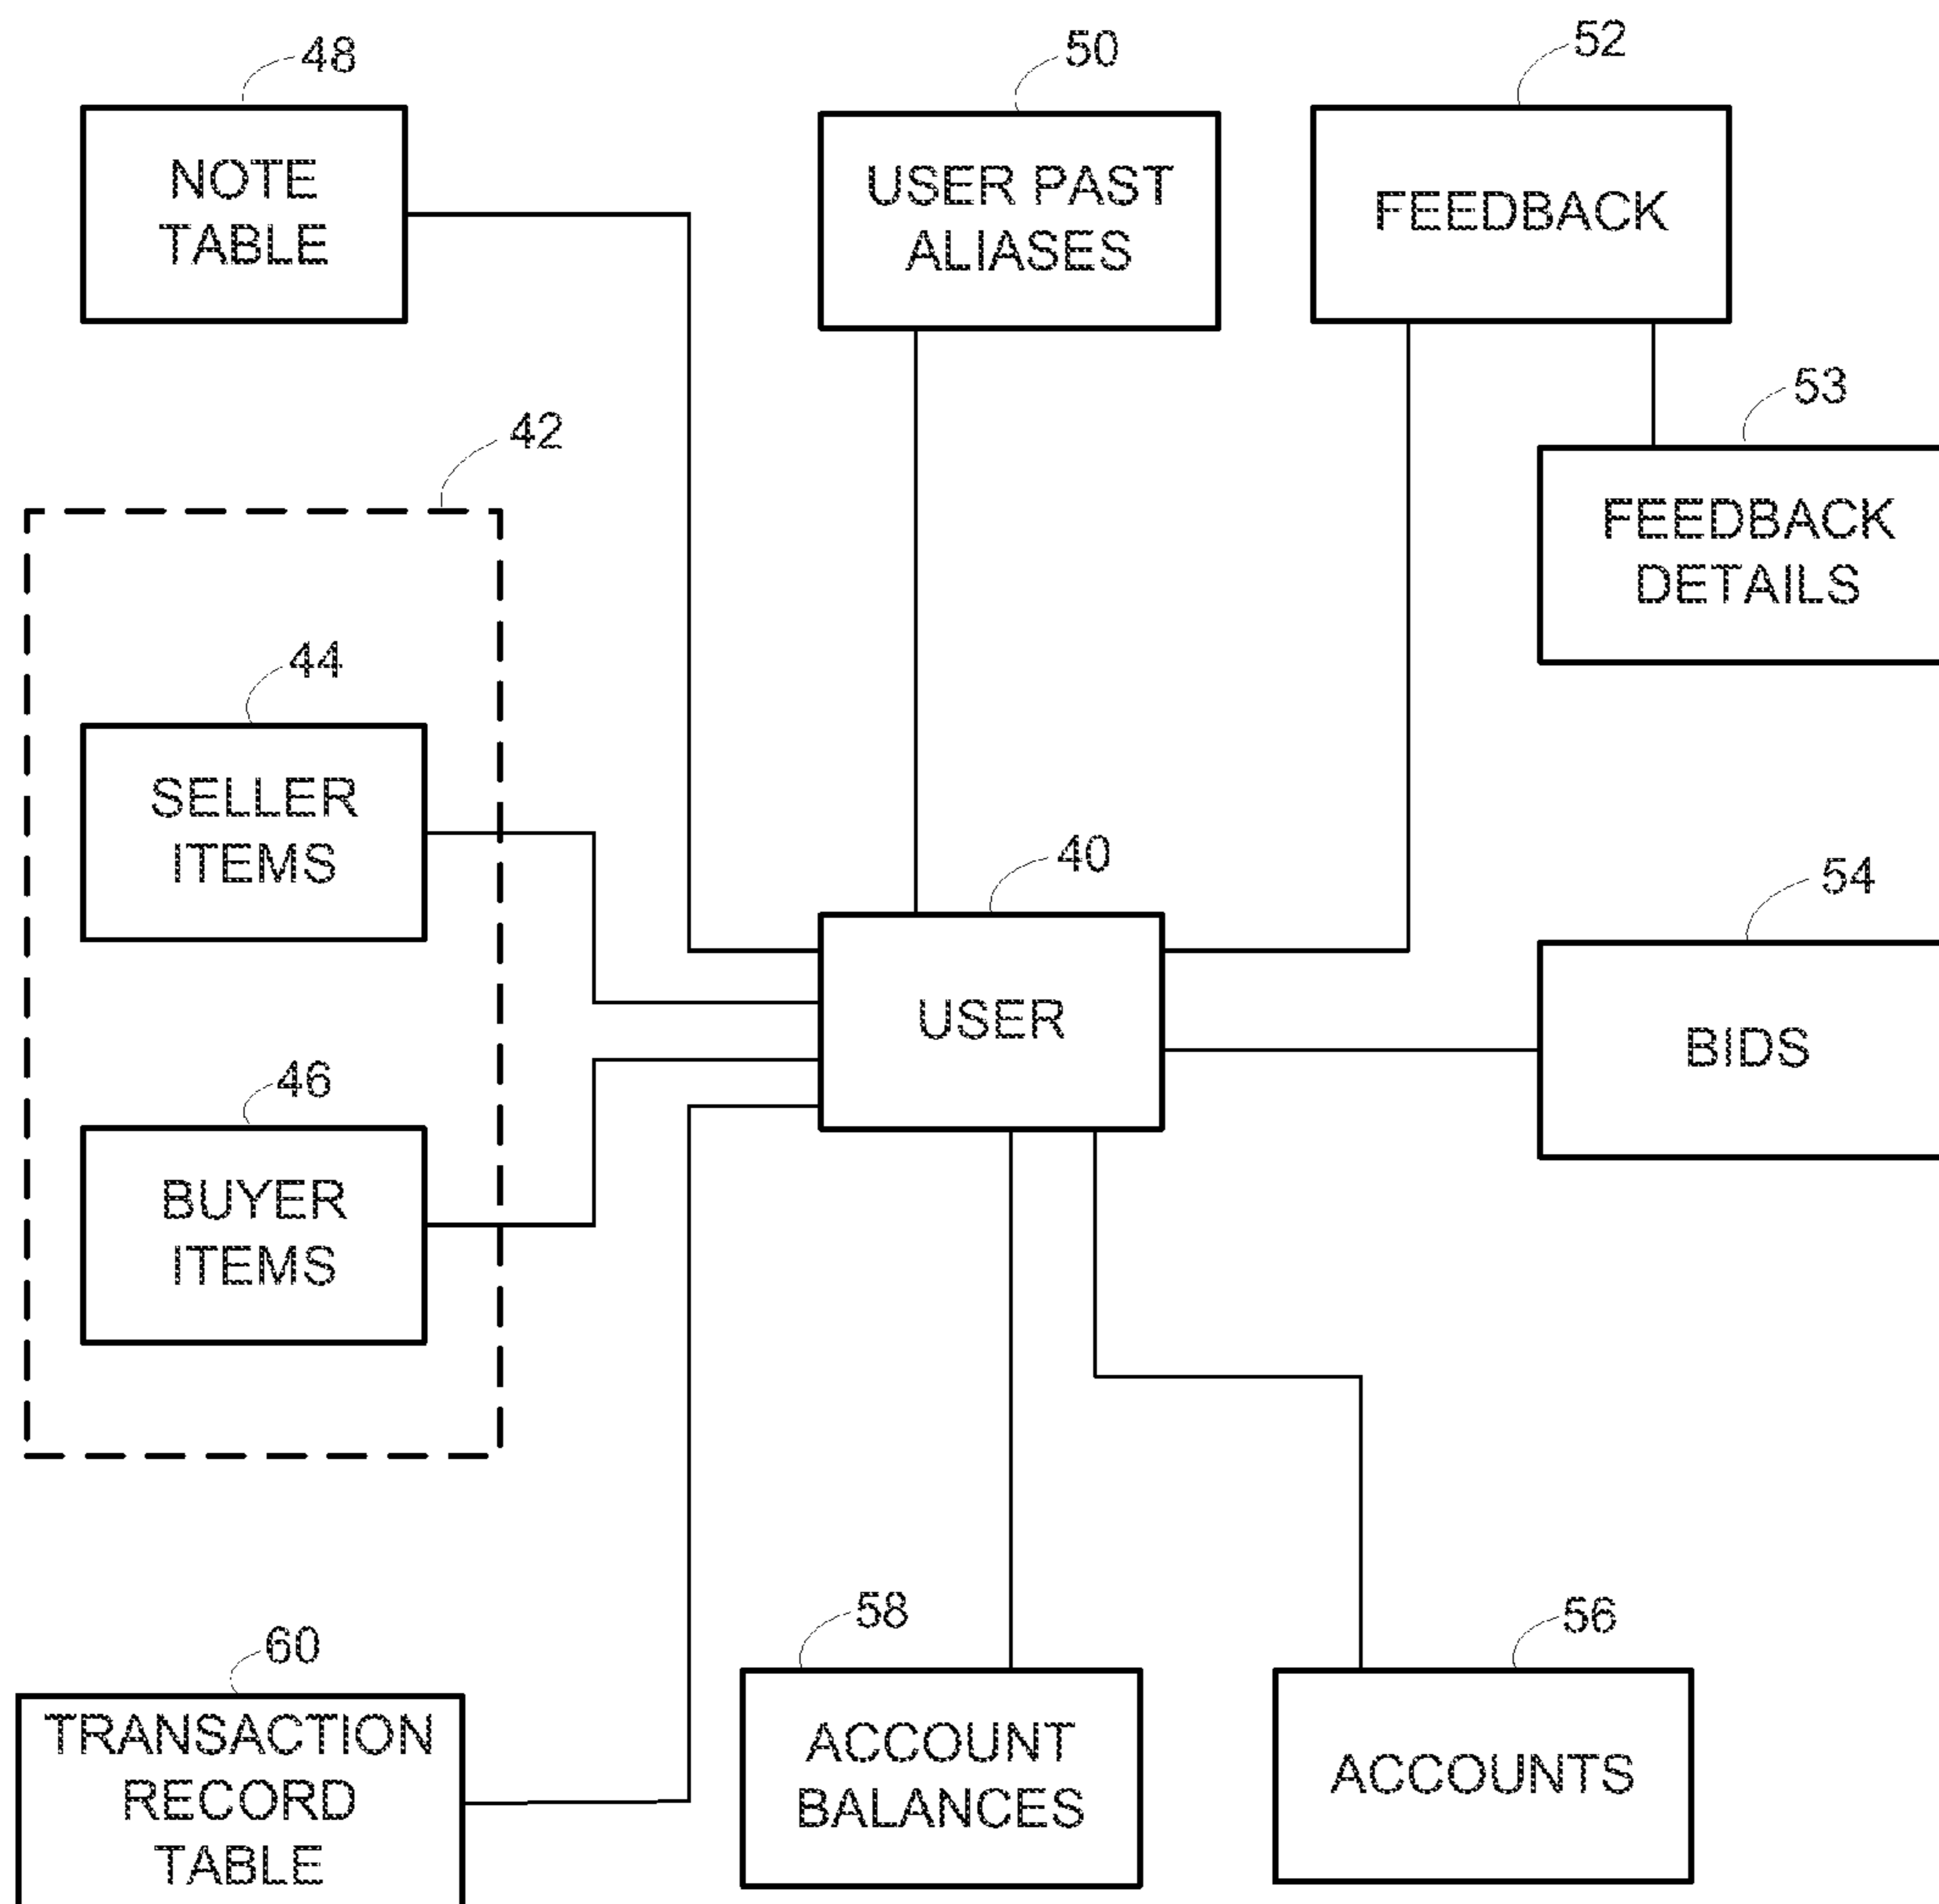 48
NOTE
TABLE
50
USER PAST
ALIASES
52
FEEDBACK
53
FEEDBACK
DETAILS
42
44
SELLER
ITEMS
46
BUYER
ITEMS
40
USER
54
BIDS
60
TRANSACTION
RECORD
TABLE
58
ACCOUNT
BALANCES
56
ACCOUNTS